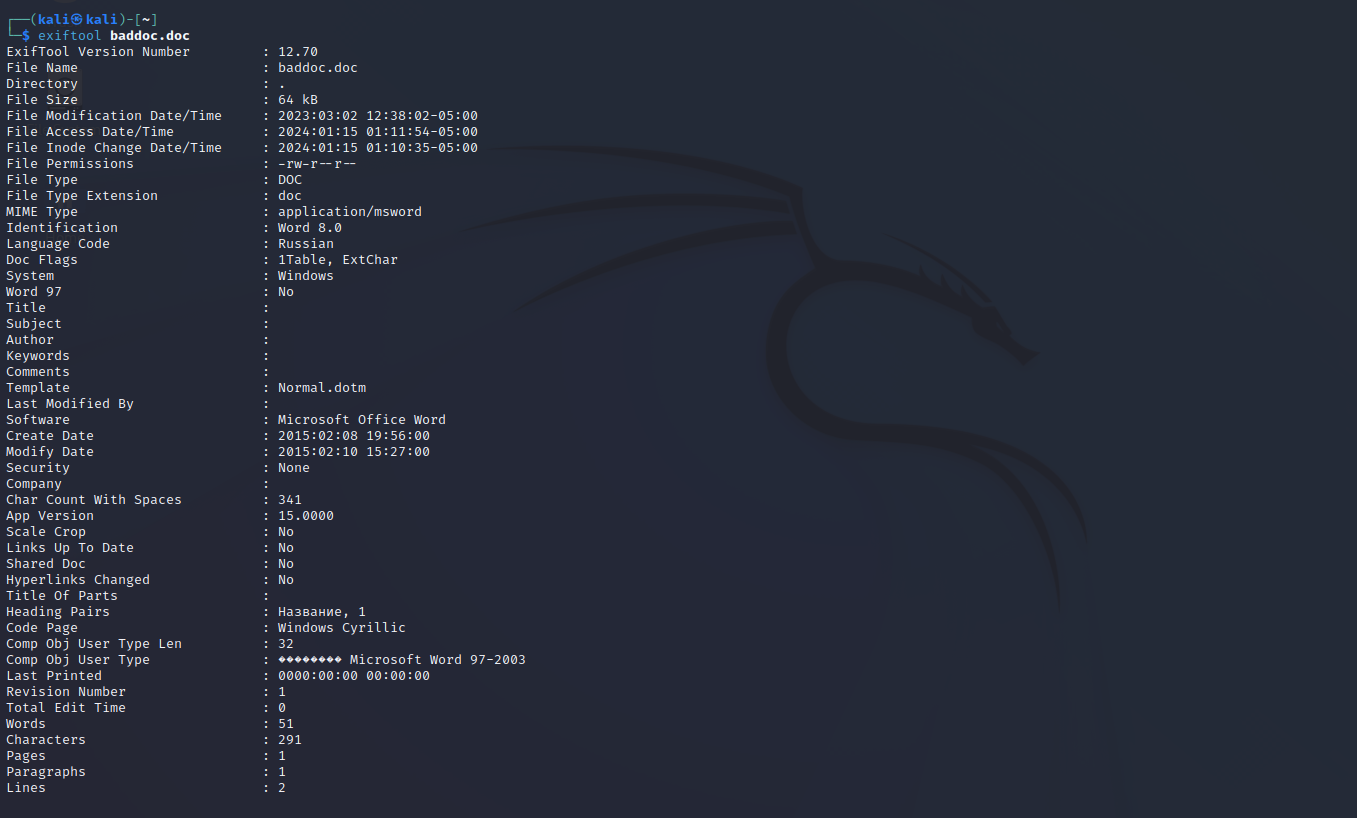 ┌──(kali㉿kali)-[~]
└─$ exiftool baddoc.doc
ExifTool Version Number         : 12.70
File Name                       : baddoc.doc
Directory                       : .
File Size                       : 64 kB
File Modification Date/Time     : 2023:03:02 12:38:02-05:00
File Access Date/Time           : 2024:01:15 01:11:54-05:00
File Inode Change Date/Time     : 2024:01:15 01:10:35-05:00
File Permissions                : -rw-r--r--
File Type                       : DOC
File Type Extension             : doc
MIME Type                       : application/msword
Identification                  : Word 8.0
Language Code                   : Russian
Doc Flags                       : 1Table, ExtChar
System                          : Windows
Word 97                         : No
Title                           :
Subject                         :
Author                          :
Keywords                        :
Comments                        :
Template                        : Normal.dotm
Last Modified By                :
Software                        : Microsoft Office Word
Create Date                     : 2015:02:08 19:56:00
Modify Date                     : 2015:02:10 15:27:00
Security                        : None
Company                         :
Char Count With Spaces          : 341
App Version                     : 15.0000
Scale Crop                      : No
Links Up To Date                : No
Shared Doc                      : No
Hyperlinks Changed              : No
Title Of Parts                  :
Heading Pairs                   : Название, 1
Code Page                       : Windows Cyrillic
Comp Obj User Type Len          : 32
Comp Obj User Type              : �������� Microsoft Word 97-2003
Last Printed                    : 0000:00:00 00:00:00
Revision Number                 : 1
Total Edit Time                 : 0
Words                           : 51
Characters                      : 291
Pages                           : 1
Paragraphs                      : 1
Lines                           : 2